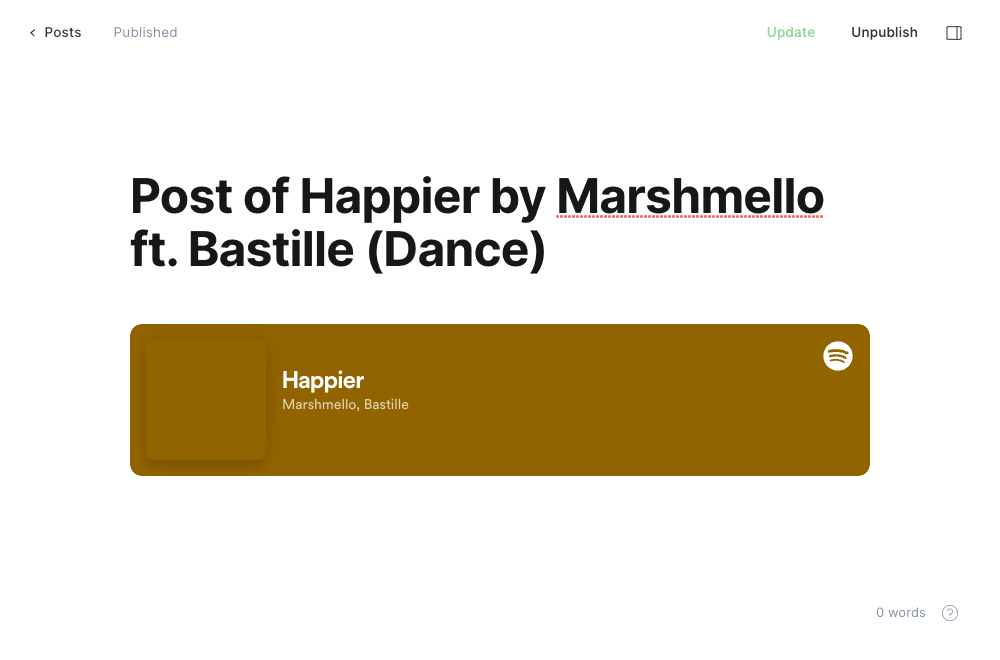 Posts
Published
Update
Unpublish
Post of Happier by Marshmello
ft. Bastille (Dance)
Happier
Marshmello, Bastille
0 words
?